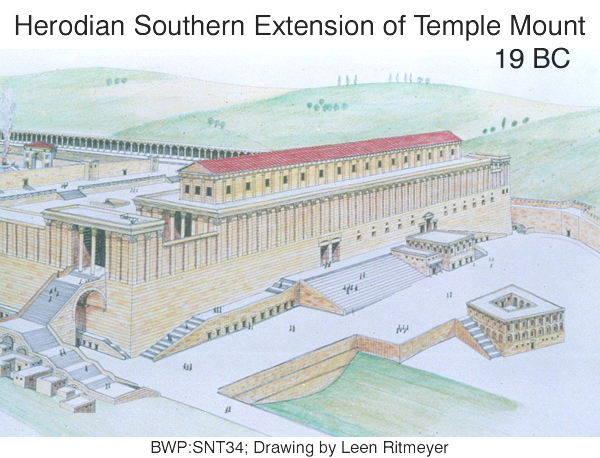 Herodian Southern Extension of Temple Mount
19 BC
BWP:SNT34; Drawing by Leen Ritmeyer